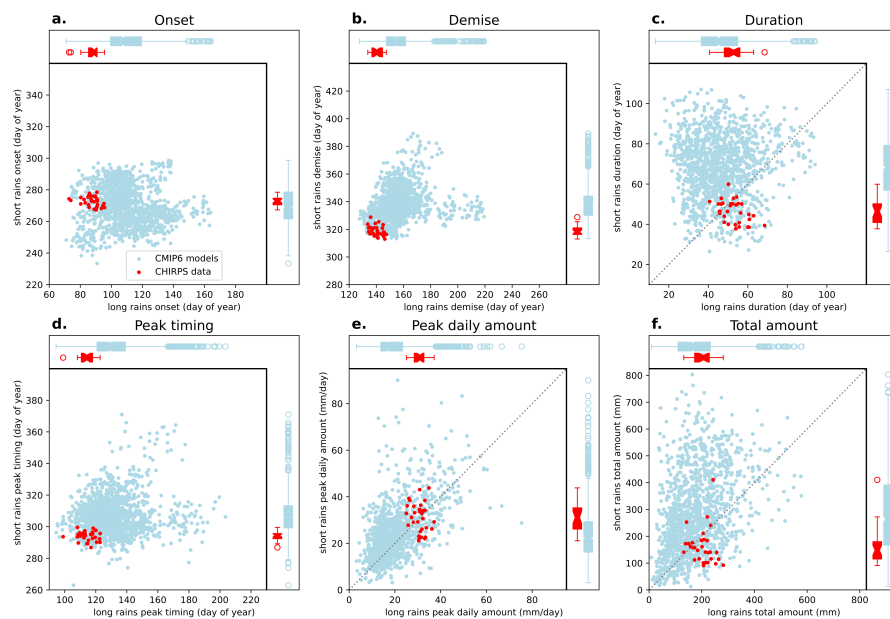 a. Onset
b. Demise
c. Duration
short rains onset (day of year)
340
320
300
280
260
240
220
60 80 100 120 140 160 180
long rains onset (day of year)
CMIP6 models
CHIRPS data
short rains demise (day of year)
420
400
380
360
340
320
300
280
120 140 160 180 200 220 240 260
long rains demise (day of year)
short rains duration (day of year)
120
100
80
60
40
20
20 40 60 80 100
long rains duration (day of year)
d. Peak timing
e. Peak daily amount
f. Total amount
short rains peak timing (day of year)
400
380
360
340
320
300
280
260
100 120 140 160 180 200 220
long rains peak timing (day of year)
short rains peak daily amount (mm/day)
80
60
40
20
0
0 20 40 60 80
long rains peak daily amount (mm/day)
short rains total amount (mm)
800
700
600
500
400
300
200
100
0
0 200 400 600 800
long rains total amount (mm)